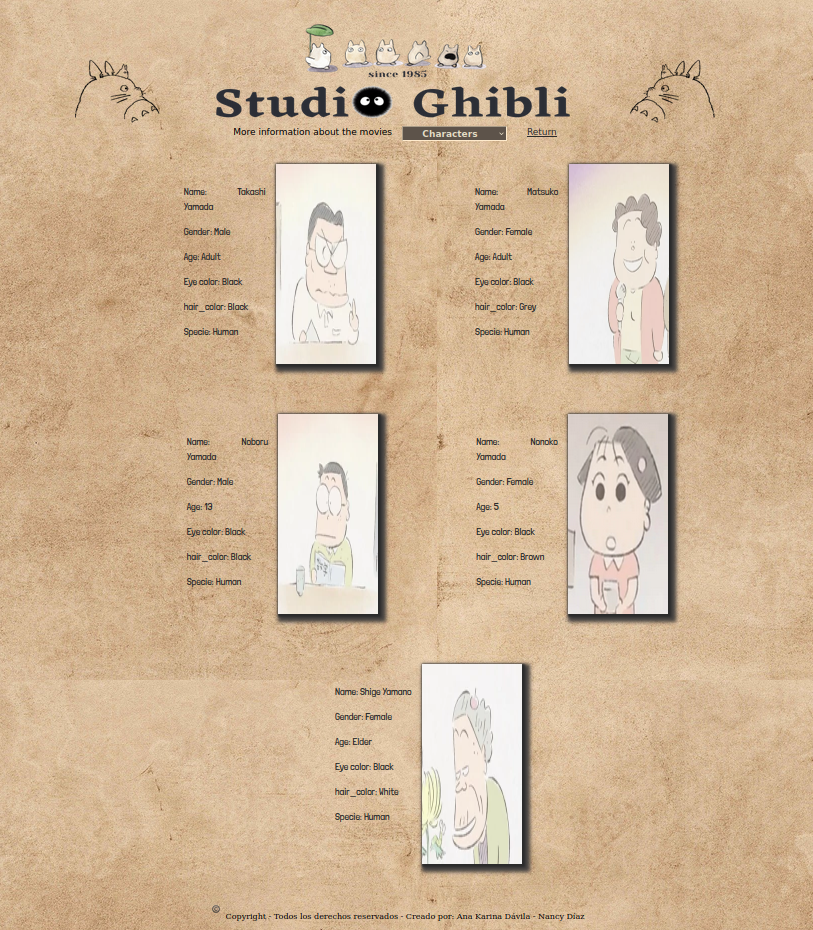 since 1985
Studio Ghibli
More information about the movies Characters Return
Name: Takashi
Yamada
Gender: Male
Age: Adult
Eye color: Black
hair_color: Black
Specie: Human
Name: Matsuko
Yamada
Gender: Female
Age: Adult
Eye color: Black
hair_color: Grey
Specie: Human
Name: Noboru
Yamada
Gender: Male
Age: 13
Eye color: Black
hair_color: Black
Specie: Human
Name: Nonoko
Yamada
Gender: Female
Age: 5
Eye color: Black
hair_color: Brown
Specie: Human
Name: Shige Yamano
Gender: Female
Age: Elder
Eye color: Black
hair_color: White
Specie: Human
© Copyright - Todos los derechos reservados - Creado por: Ana Karina Dávila - Nancy Díaz